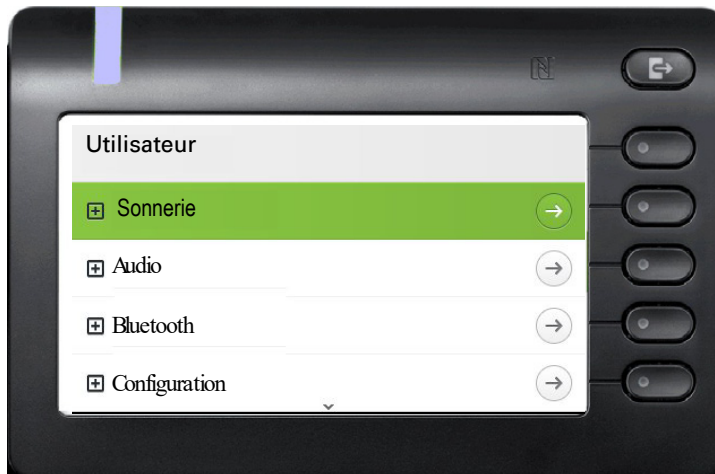 Utilisateur
Sonnerie
Audio
Bluetooth
Configuration